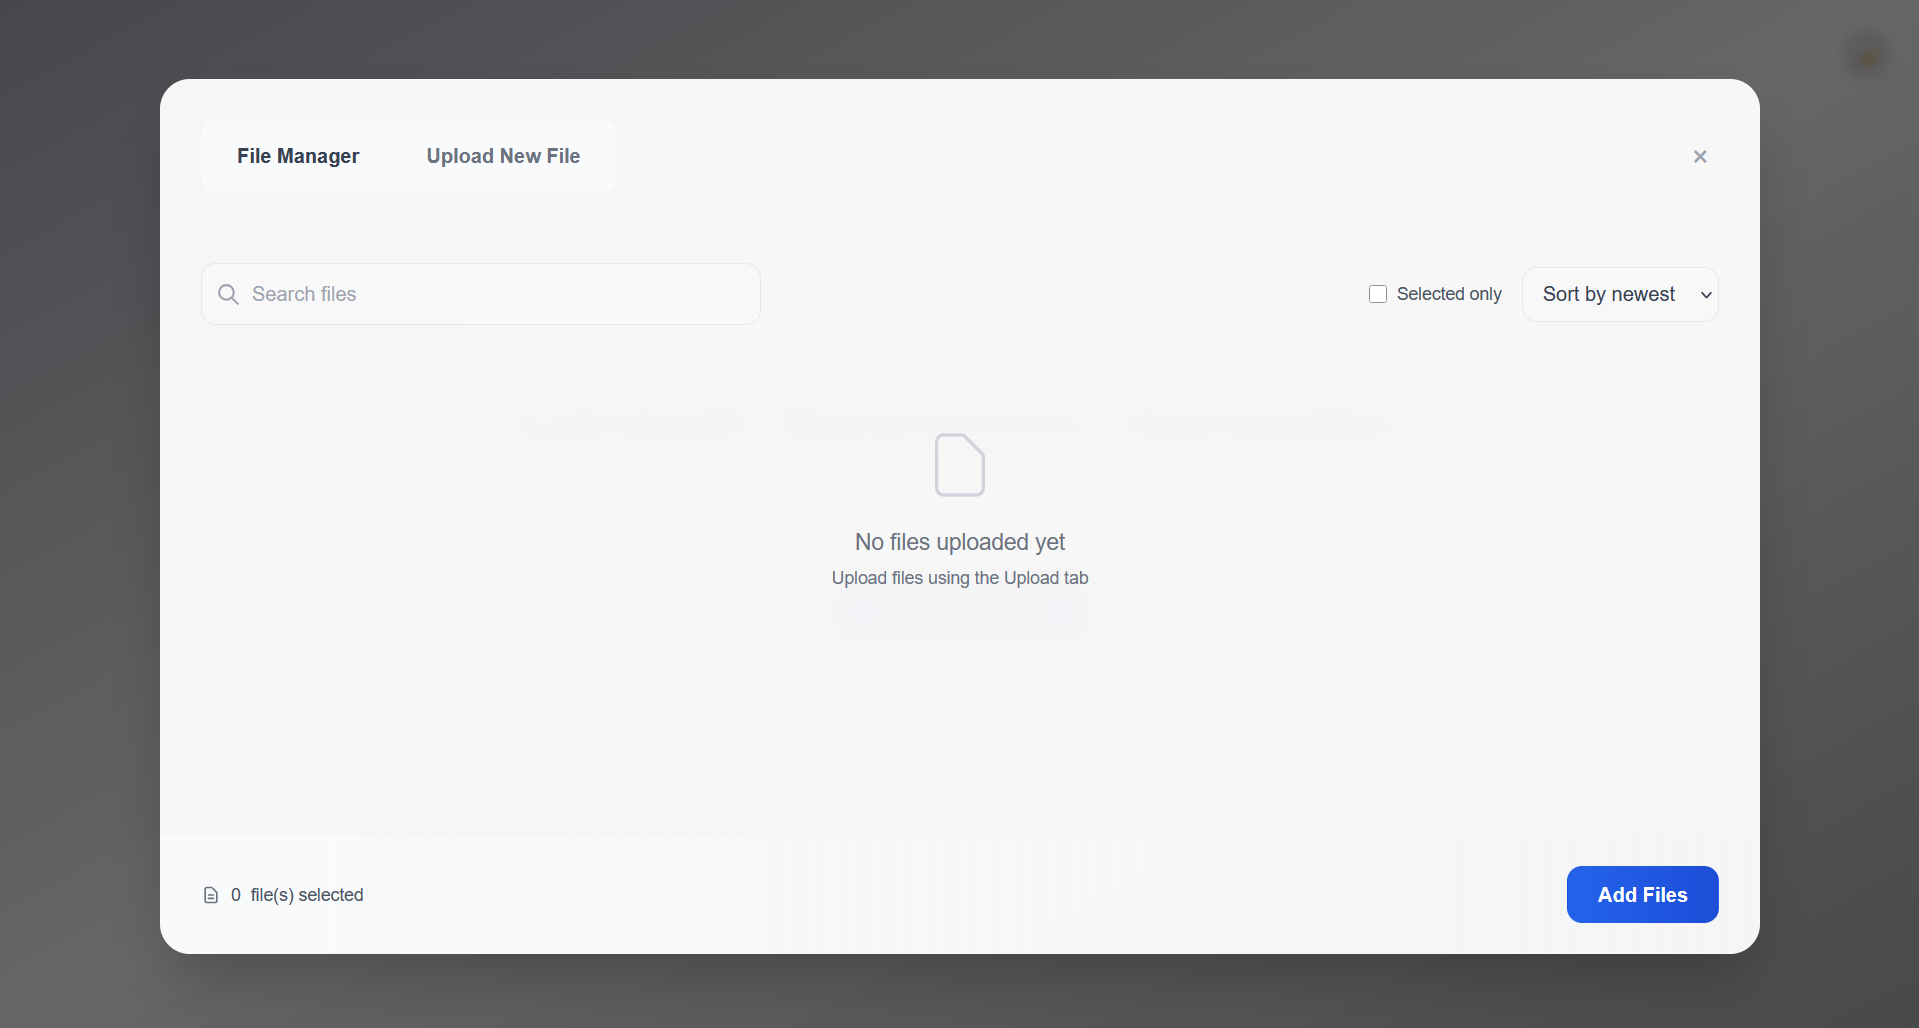 File Manager
Upload New File
Search files
Selected only
Sort by newest
No files uploaded yet
Upload files using the Upload tab
0 file(s) selected
Add Files